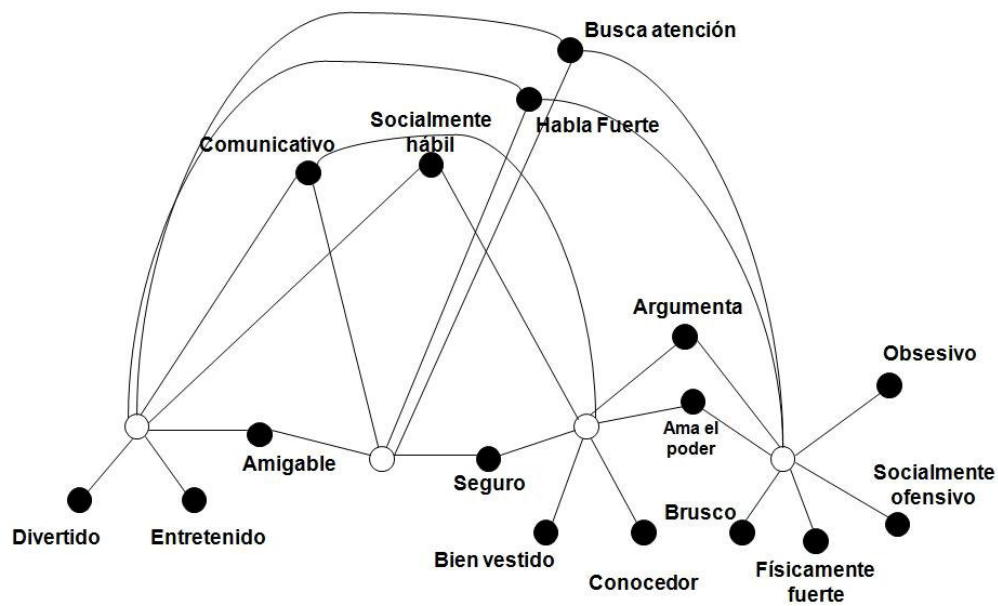 Busca atención
Habla Fuerte
Socialmente
hábil
Comunicativo
Argumenta
Obsesivo
Ama el
poder
Amigable
Seguro
Socialmente
ofensivo
Brusco
Divertido
Entretenido
Bien vestido
Conocedor
Físicamente
fuerte